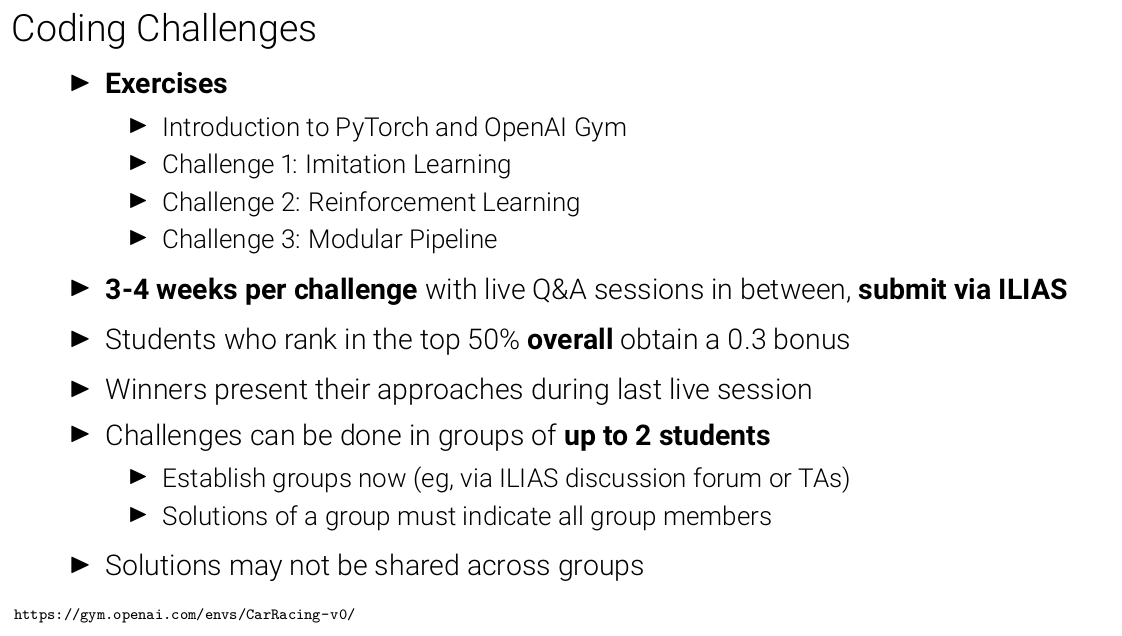 Coding Challenges
► Exercises
► Introduction to PyTorch and OpenAI Gym
► Challenge 1: Imitation Learning
► Challenge 2: Reinforcement Learning
► Challenge 3: Modular Pipeline
► 3-4 weeks per challenge with live Q&A sessions in between, submit via ILIAS
► Students who rank in the top 50% overall obtain a 0.3 bonus
► Winners present their approaches during last live session
► Challenges can be done in groups of up to 2 students
► Establish groups now (eg, via ILIAS discussion forum or TAs)
► Solutions of a group must indicate all group members
► Solutions may not be shared across groups
https://gym.openai.com/envs/CarRacing-v0/